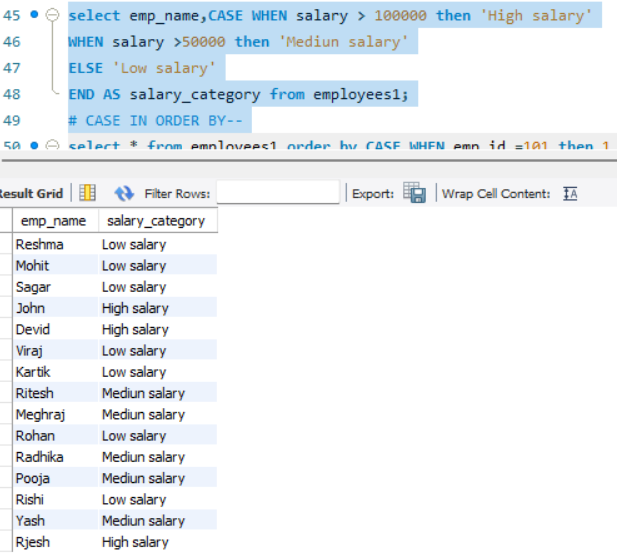 45 select emp_name,CASE WHEN salary > 100000 then 'High salary'
46 WHEN salary >50000 then 'Mediun salary'
47 ELSE 'Low salary'
48 END AS salary_category from employees1;
49 # CASE IN ORDER BY--
50 select * from employees1 order by CASE WHEN emp_id =101 then 1
Result Grid Filter Rows: Export: Wrap Cell Content: IA
emp_name salary_category
Reshma Low salary
Mohit Low salary
Sagar Low salary
John High salary
Devid High salary
Viraj Low salary
Kartik Low salary
Ritesh Mediun salary
Meghraj Mediun salary
Rohan Low salary
Radhika Mediun salary
Pooja Mediun salary
Rishi Low salary
Yash Mediun salary
Rjesh High salary